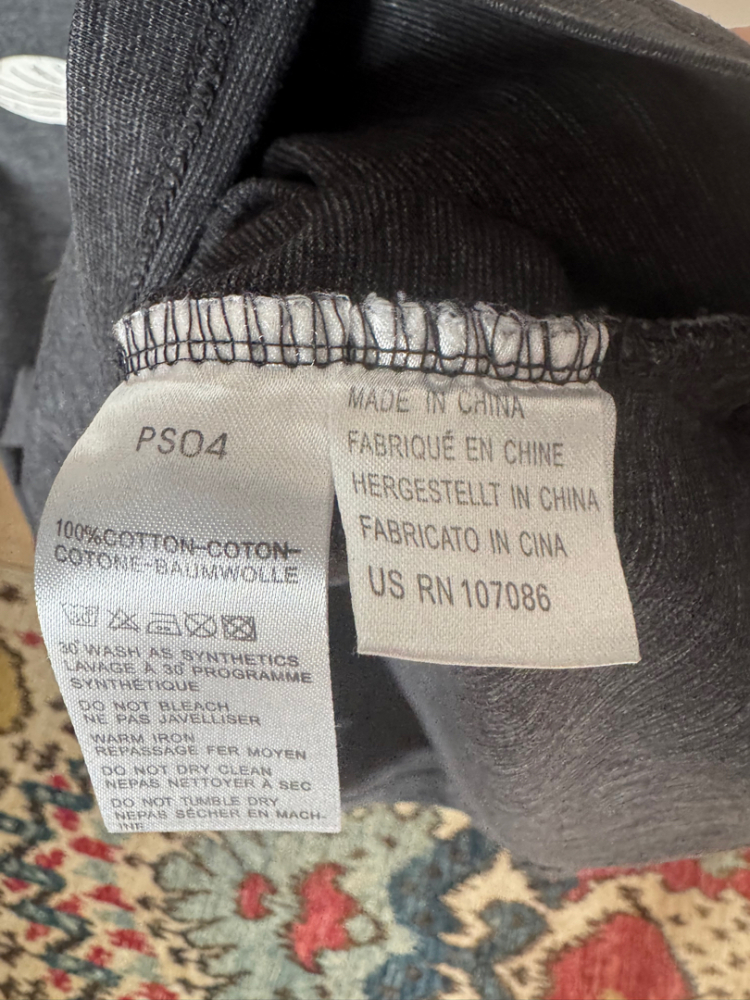 PS04
100%COTTON-COTON-
COTONE-BAUMWOLLE
30° WASH AS SYNTHETICS
LAVAGE À 30° PROGRAMME
SYNTHÉTIQUE
DO NOT BLEACH
NE PAS JAVELLISER
WARM IRON
REPASSAGE FER MOYEN
DO NOT DRY CLEAN
NEPAS NETTOYER À SEC
DO NOT TUMBLE DRY
NEPAS SÉCHER EN MACH-
INE
MADE IN CHINA
FABRIQUÉ EN CHINE
HERGESTELLT IN CHINA
FABRICATO IN CINA
US RN 107086